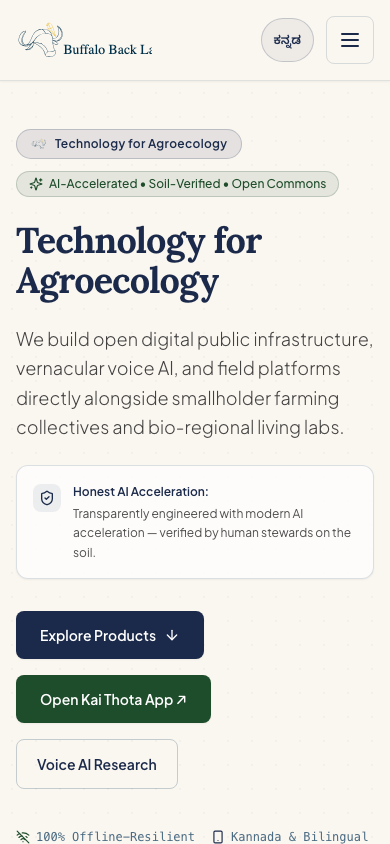 Buffalo Back La
ಕನ್ನಡ
Technology for Agroecology
AI-Accelerated • Soil-Verified • Open Commons
Technology for
Agroecology
We build open digital public infrastructure,
vernacular voice AI, and field platforms
directly alongside smallholder farming
collectives and bio-regional living labs.
Honest AI Acceleration:
Transparently engineered with modern AI
acceleration — verified by human stewards on the
soil.
Explore Products ↓
Open Kai Thota App ↗
Voice AI Research
100% Offline-Resilient Kannada & Bilingual